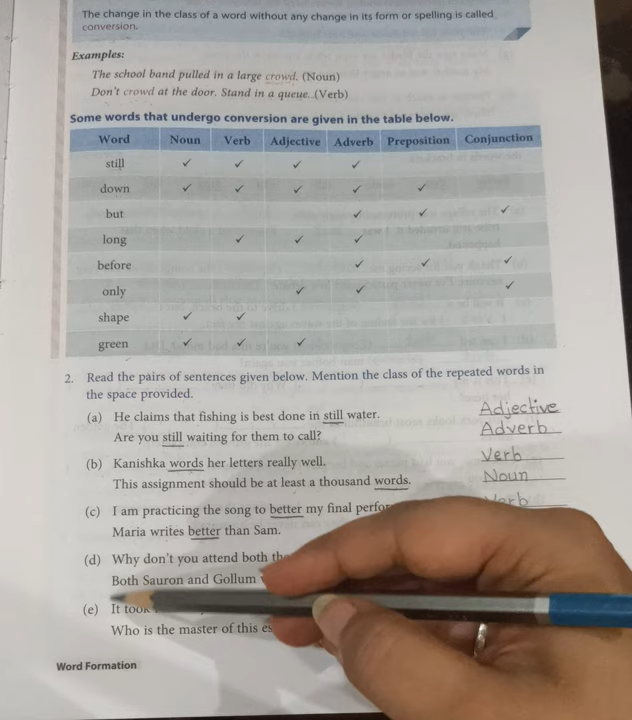 The change in the class of a word without any change in its form or spelling is called
conversion.
Examples:
The school band pulled in a large crowd. (Noun)
Don't crowd at the door. Stand in a queue. (Verb)
Some words that undergo conversion are given in the table below.
Word Noun Verb Adjective Adverb Preposition Conjunction
still ✓ ✓ ✓ ✓
down ✓ ✓ ✓ ✓ ✓
but ✓ ✓ ✓
long ✓ ✓ ✓
before ✓ ✓ ✓
only ✓ ✓ ✓
shape ✓ ✓
green ✓ ✓ ✓
2. Read the pairs of sentences given below. Mention the class of the repeated words in
the space provided.
(a) He claims that fishing is best done in still water. Adjective
Are you still waiting for them to call? Adverb
(b) Kanishka words her letters really well. Verb
This assignment should be at least a thousand words. Noun
(c) I am practicing the song to better my final Verb
Maria writes better than Sam.
(d) Why don't you attend both
Both Sauron and Gollum
(e) It took
Who is the master of this
Word Formation